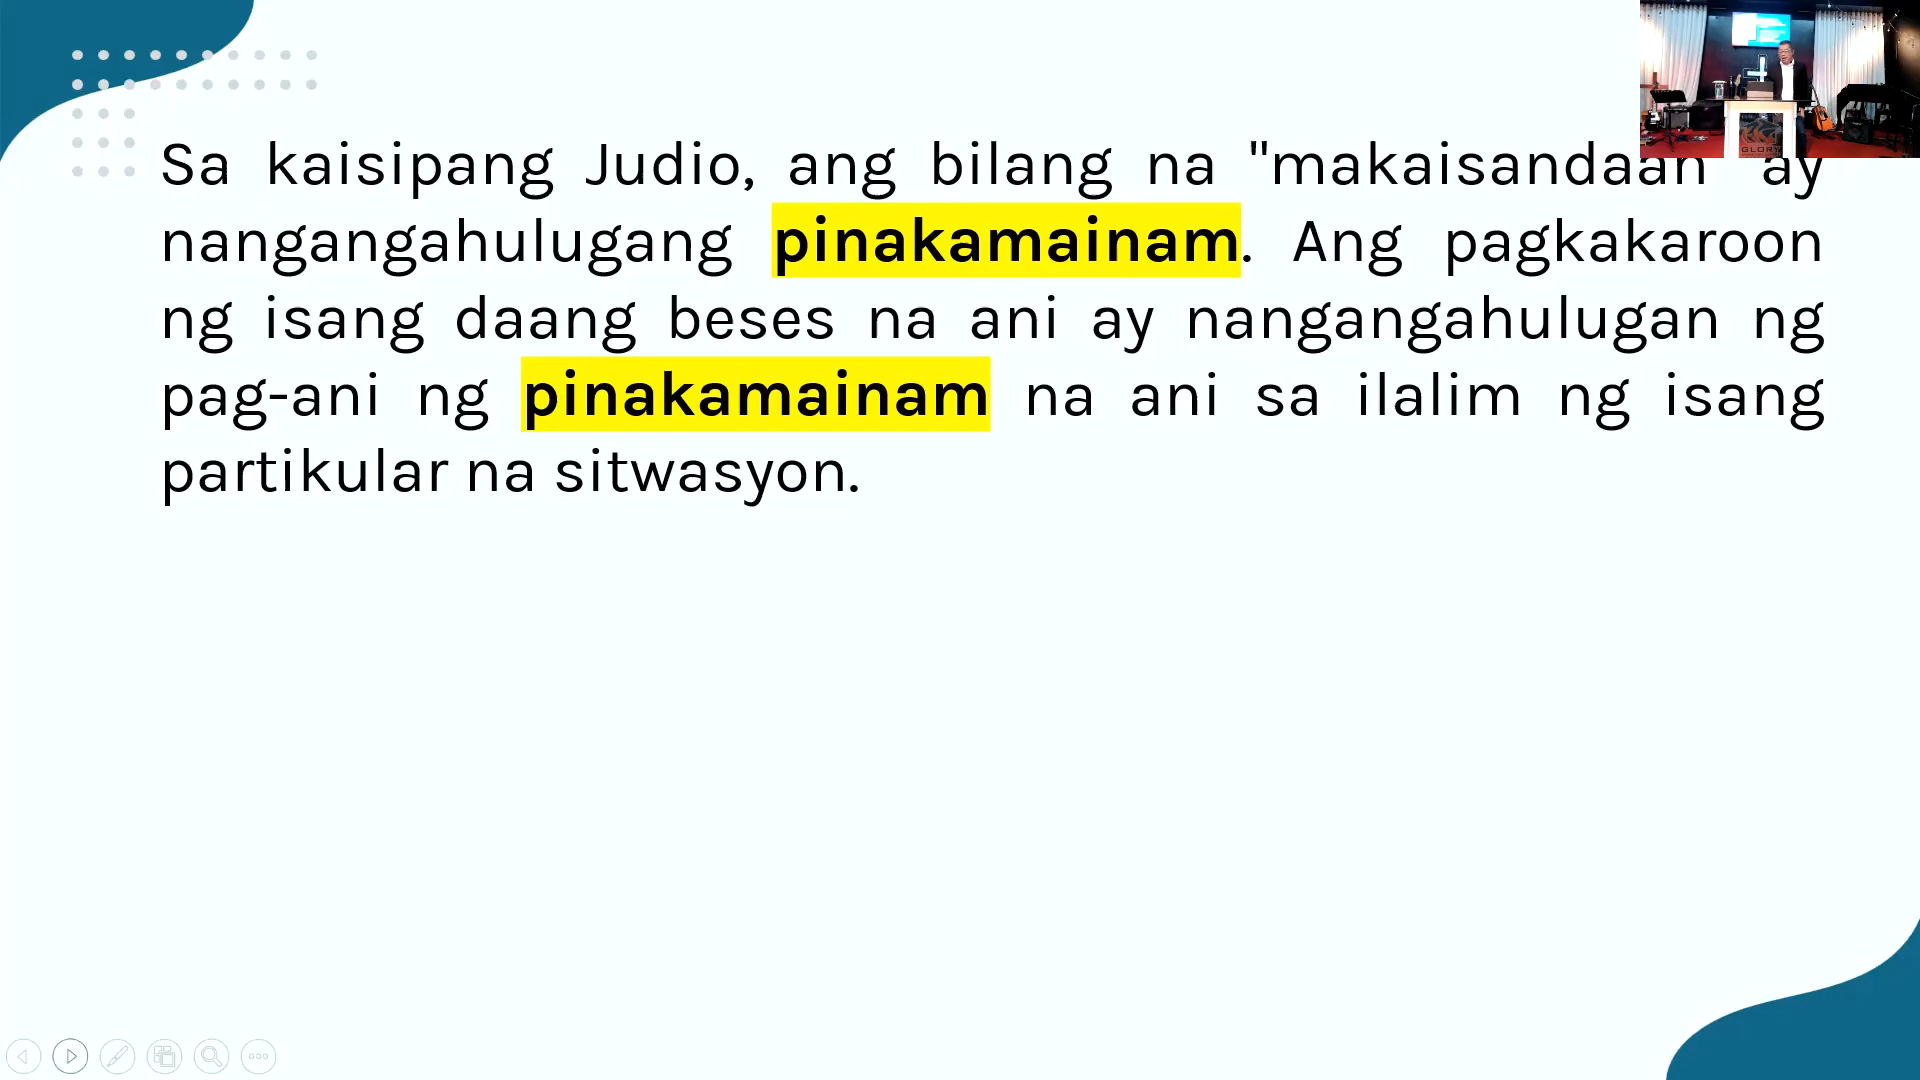 Sa kaisipang Judio, ang bilang na "makaisandaan" ay
nangangahulugang pinakamainam. Ang pagkakaroon
ng isang daang beses na ani ay nangangahulugan ng
pag-ani ng pinakamainam na ani sa ilalim ng isang
partikular na sitwasyon.
GLORY